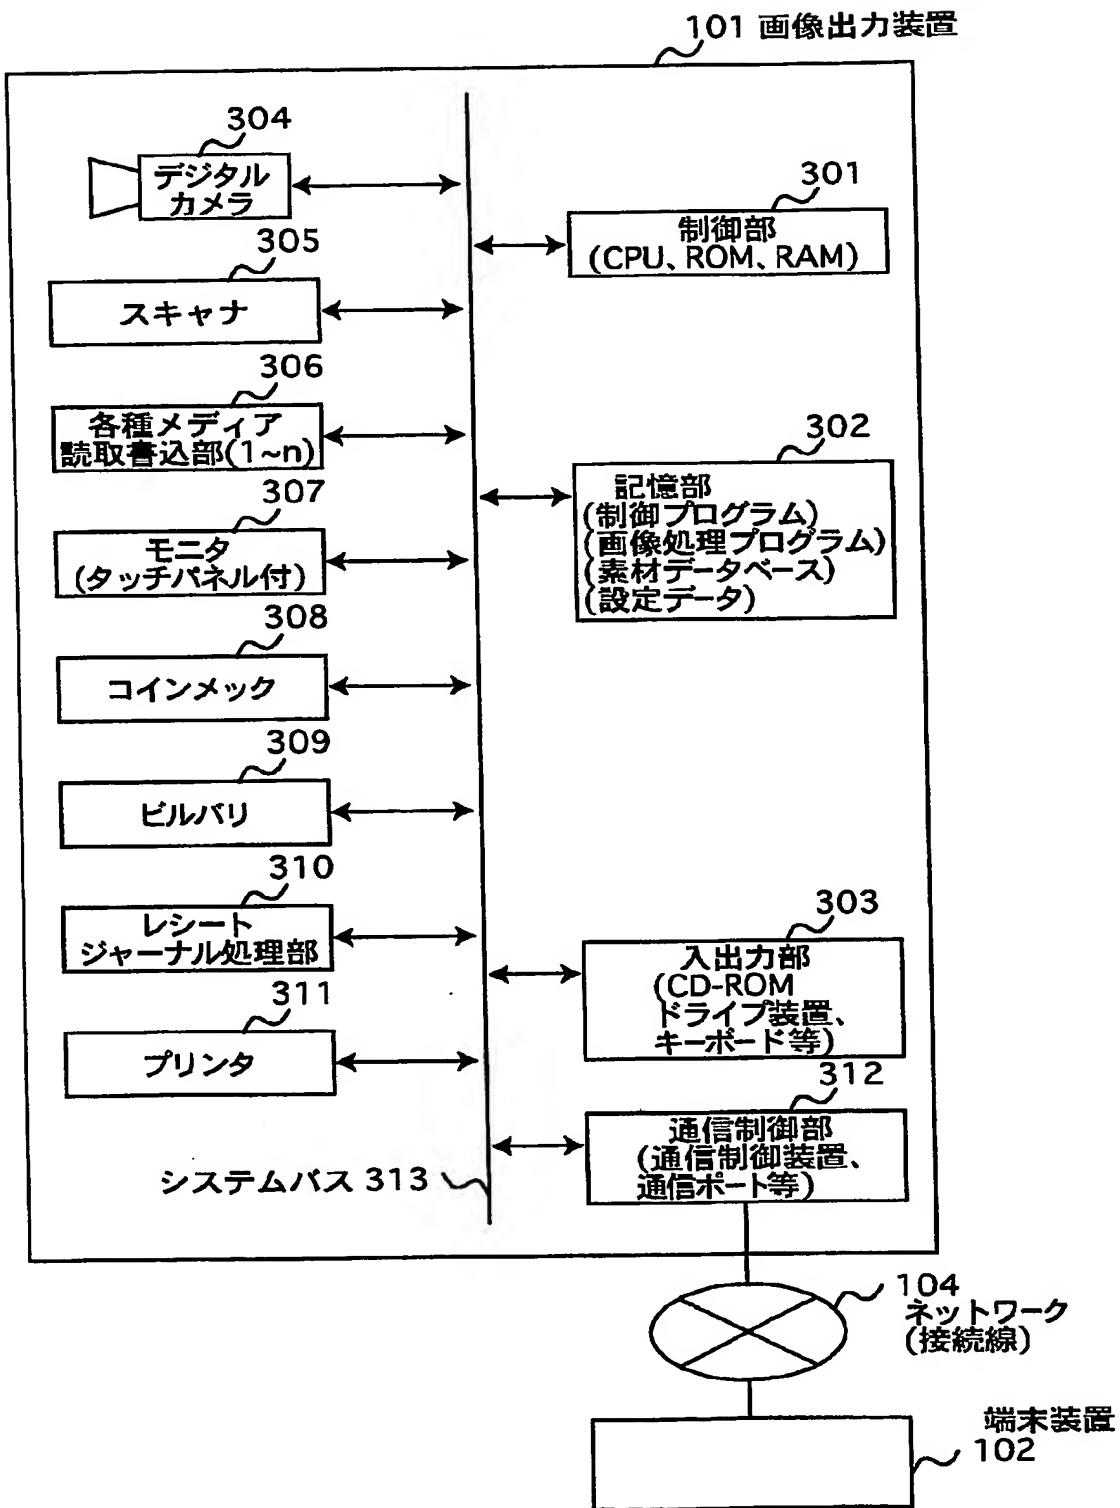 101 画像出力装置
304
デジタル
カメラ
305
スキャナ
306
各種メディア
読取書込部(1~n)
307
モニタ
(タッチパネル付)
308
コインメック
309
ビルバリ
310
レシート
ジャーナル処理部
311
プリンタ
システムバス 313
301
制御部
(CPU、ROM、RAM)
302
記憶部
(制御プログラム)
(画像処理プログラム)
(素材データベース)
(設定データ)
303
入出力部
(CD-ROM
ドライブ装置、
キーボード等)
312
通信制御部
(通信制御装置、
通信ポート等)
104
ネットワーク
(接続線)
端末装置
102